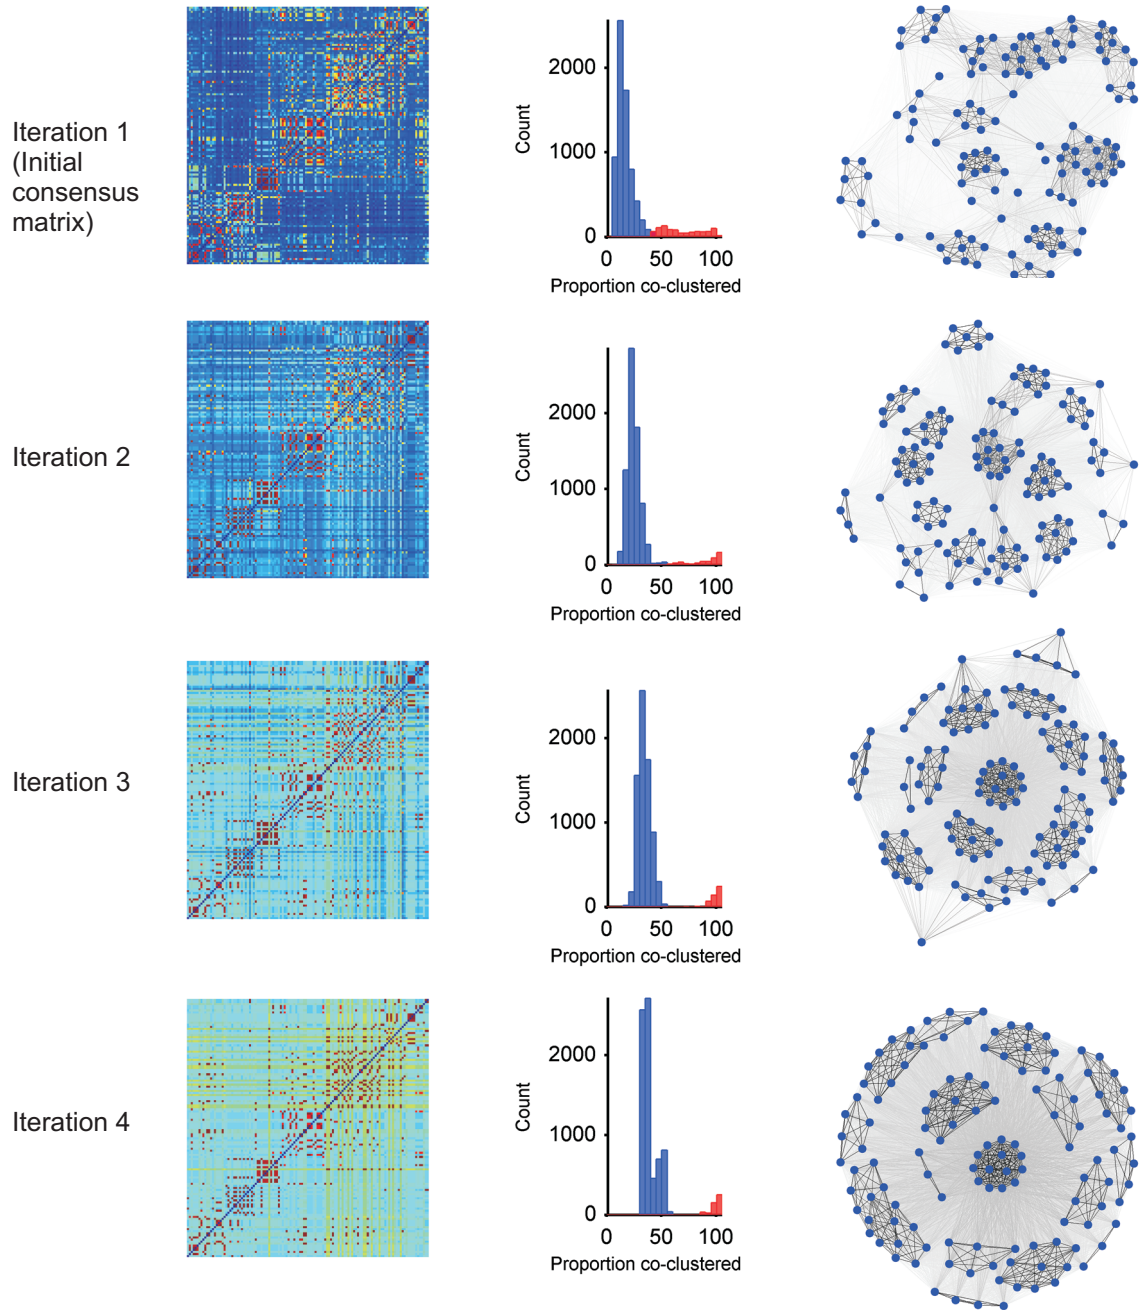 Iteration 1
(Initial
consensus
matrix)
Count
2000
1000
0
0
50
100
Proportion co-clustered
Iteration 2
Count
2000
1000
0
0
50
100
Proportion co-clustered
Iteration 3
Count
2000
1000
0
0
50
100
Proportion co-clustered
Iteration 4
Count
2000
1000
0
0
50
100
Proportion co-clustered